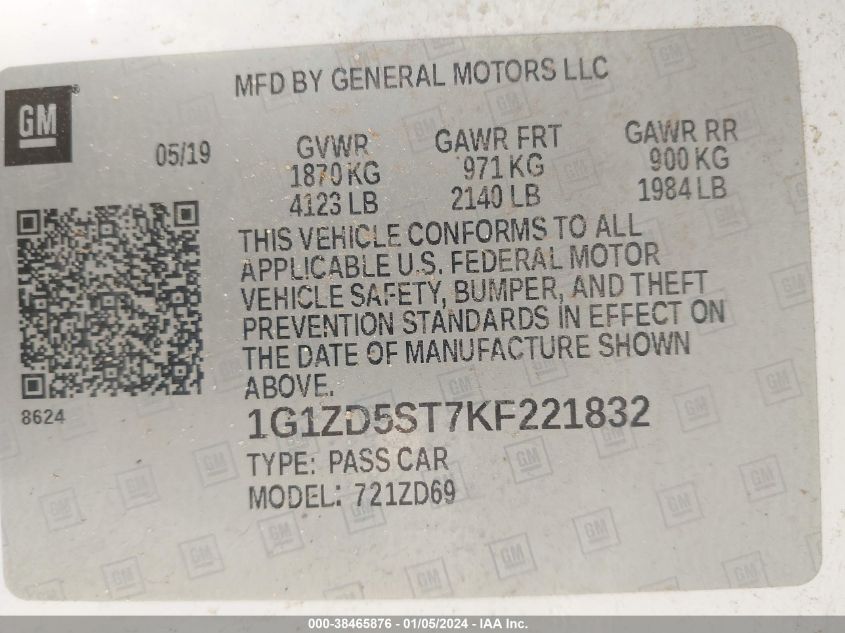 MFD BY GENERAL MOTORS LLC
GM
05/19
GVWR GAWR FRT GAWR RR
1870 KG 971 KG 900 KG
4123 LB 2140 LB 1984 LB
THIS VEHICLE CONFORMS TO ALL
APPLICABLE U.S. FEDERAL MOTOR
VEHICLE SAFETY, BUMPER, AND THEFT
PREVENTION STANDARDS IN EFFECT ON
THE DATE OF MANUFACTURE SHOWN
ABOVE.
8624
1G1ZD5ST7KF221832
TYPE: PASS CAR
MODEL: 721ZD69
000-38465876 - 01/05/2024 - IAA Inc.